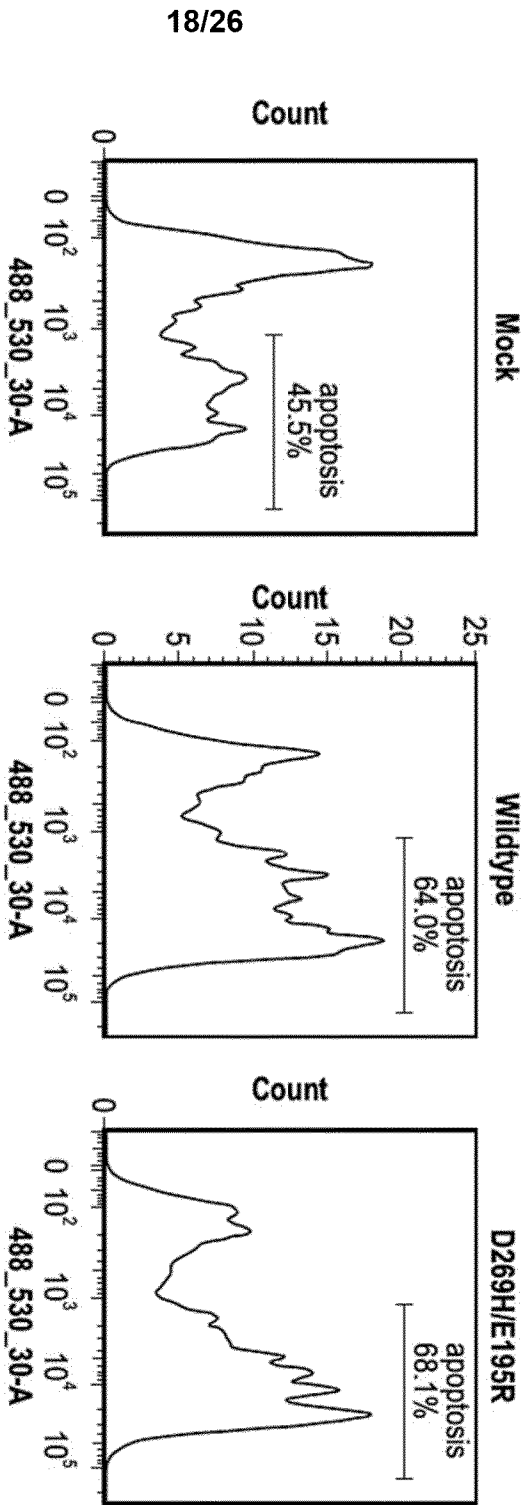 18/26
Mock
Count
apoptosis
45.5%
0
0 10² 10³ 10⁴ 10⁵
488_530_30-A
Wildtype
Count
apoptosis
64.0%
25
20
15
10
5
0
0 10² 10³ 10⁴ 10⁵
488_530_30-A
D269H/E195R
Count
apoptosis
68.1%
0
0 10² 10³ 10⁴ 10⁵
488_530_30-A